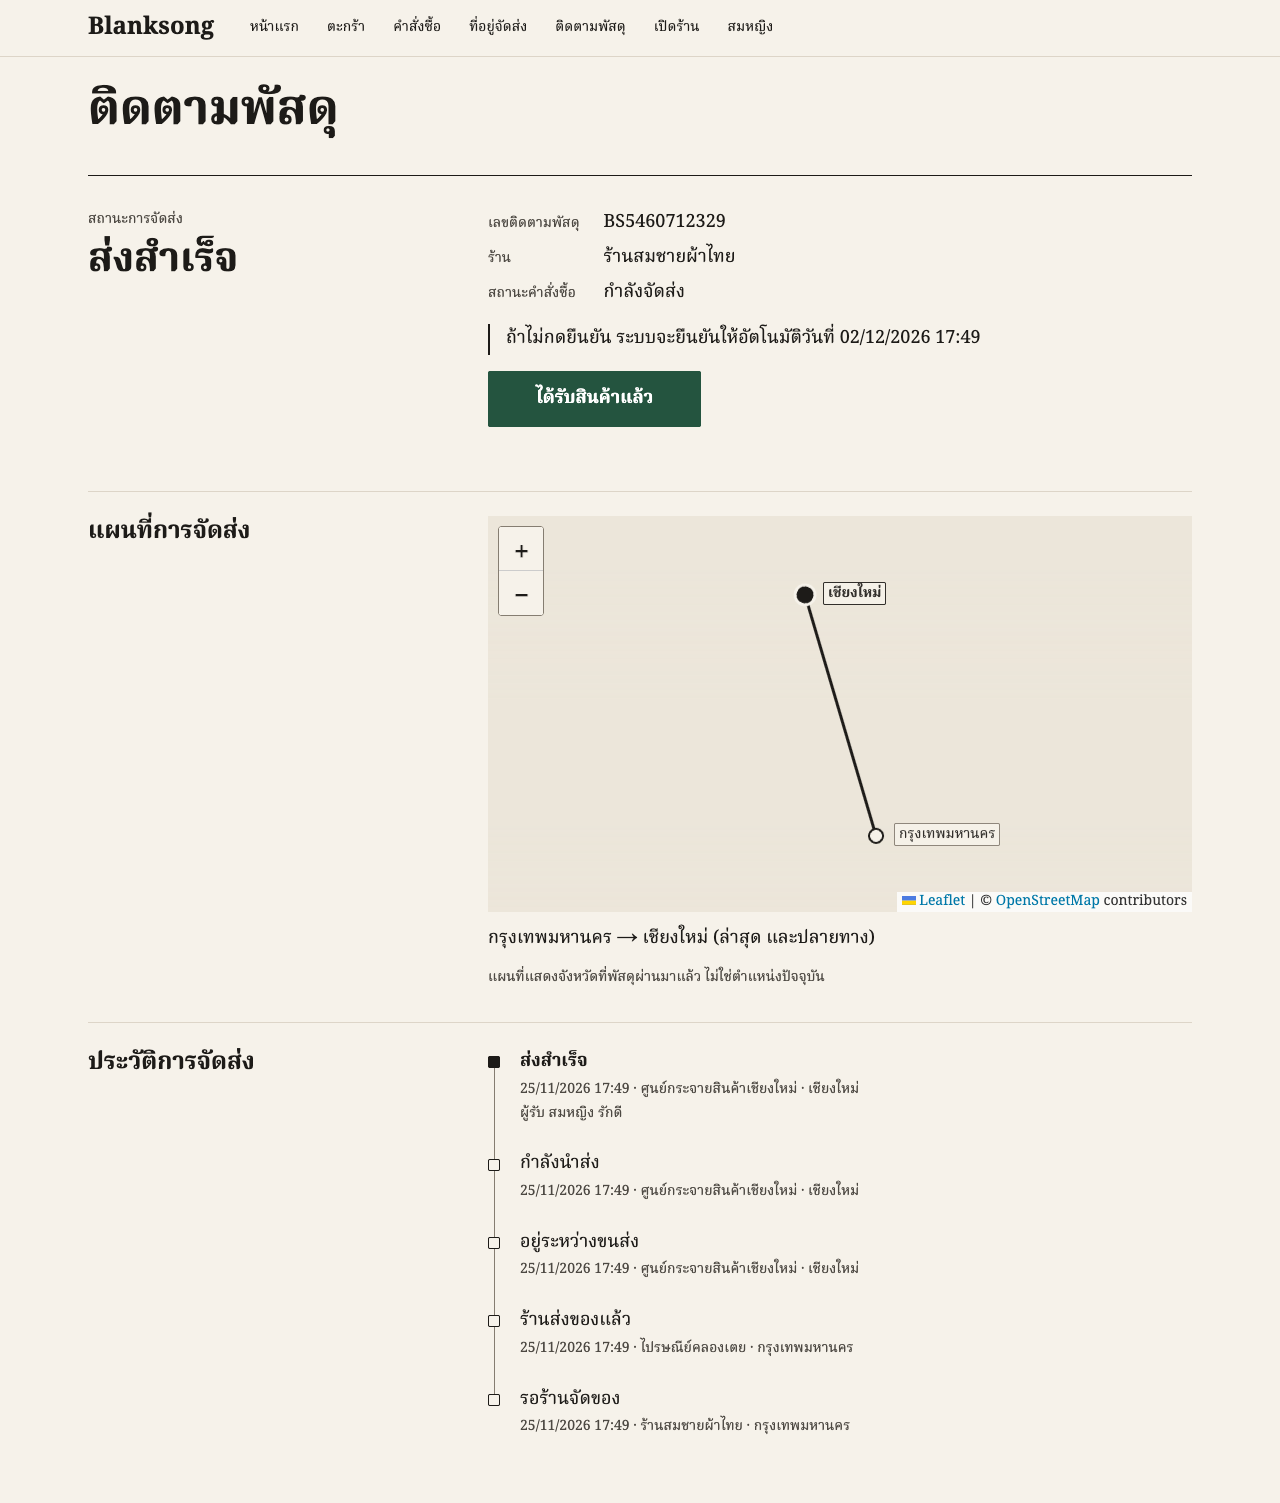 Blanksong หน้าแรก ตะกร้า คำสั่งซื้อ ที่อยู่จัดส่ง ติดตามพัสดุ เปิดร้าน สมหญิง
ติดตามพัสดุ
สถานะการจัดส่ง
ส่งสำเร็จ
เลขติดตามพัสดุ BS5460712329
ร้าน ร้านสมชายผ้าไทย
สถานะคำสั่งซื้อ กำลังจัดส่ง
ถ้าไม่กดยืนยัน ระบบจะยืนยันให้อัตโนมัติวันที่ 02/12/2026 17:49
ได้รับสินค้าแล้ว
แผนที่การจัดส่ง
+
−
เชียงใหม่
กรุงเทพมหานคร
Leaflet | © OpenStreetMap contributors
กรุงเทพมหานคร → เชียงใหม่ (ล่าสุด และปลายทาง)
แผนที่แสดงจังหวัดที่พัสดุผ่านมาแล้ว ไม่ใช่ตำแหน่งปัจจุบัน
ประวัติการจัดส่ง
ส่งสำเร็จ
25/11/2026 17:49 · ศูนย์กระจายสินค้าเชียงใหม่ · เชียงใหม่
ผู้รับ สมหญิง รักดี
กำลังนำส่ง
25/11/2026 17:49 · ศูนย์กระจายสินค้าเชียงใหม่ · เชียงใหม่
อยู่ระหว่างขนส่ง
25/11/2026 17:49 · ศูนย์กระจายสินค้าเชียงใหม่ · เชียงใหม่
ร้านส่งของแล้ว
25/11/2026 17:49 · ไปรษณีย์คลองเตย · กรุงเทพมหานคร
รอร้านจัดของ
25/11/2026 17:49 · ร้านสมชายผ้าไทย · กรุงเทพมหานคร